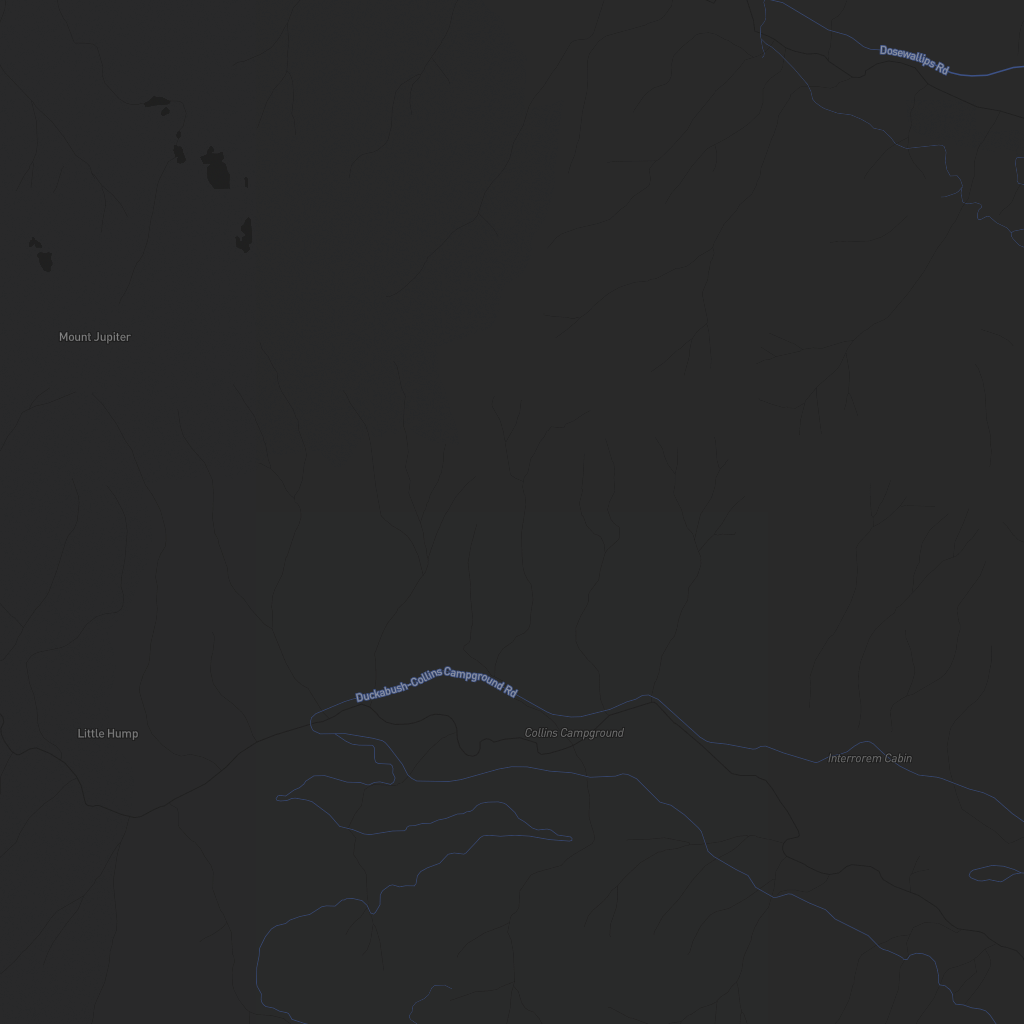 Dosewallips Rd
Mount Jupiter
Duckabush-Collins Campground Rd
Little Hump
Collins Campground
Interrorem Cabin